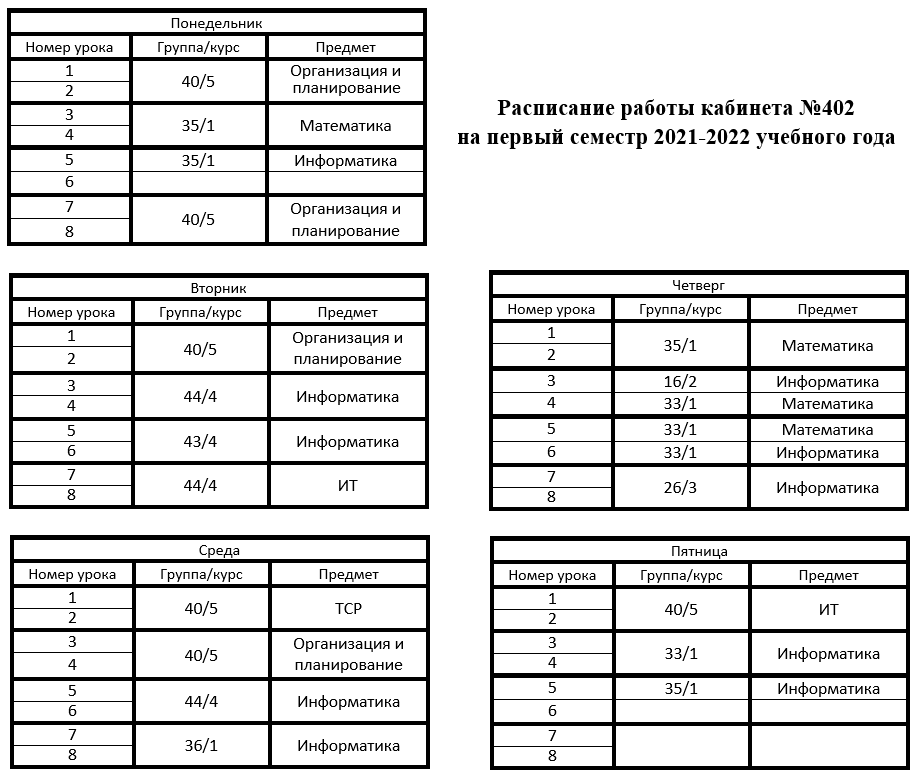 Понедельник
Номер урока Группа/курс Предмет
1
2
40/5
Организация и
планирование
3
4
35/1
Математика
5 35/1 Информатика
6
7
8
40/5
Организация и
планирование
Расписание работы кабинета №402
на первый семестр 2021-2022 учебного года
Вторник
Номер урока Группа/курс Предмет
1
2
40/5
Организация и
планирование
3
4
44/4
Информатика
5
6
43/4
Информатика
7
8
44/4
ИТ
Четверг
Номер урока Группа/курс Предмет
1
2
35/1
Математика
3 16/2 Информатика
4 33/1 Математика
5 33/1 Математика
6 33/1 Информатика
7
8
26/3
Информатика
Среда
Номер урока Группа/курс Предмет
1
2
40/5
ТСР
3
4
40/5
Организация и
планирование
5
6
44/4
Информатика
7
8
36/1
Информатика
Пятница
Номер урока Группа/курс Предмет
1
2
40/5
ИТ
3
4
33/1
Информатика
5 35/1 Информатика
6
7
8